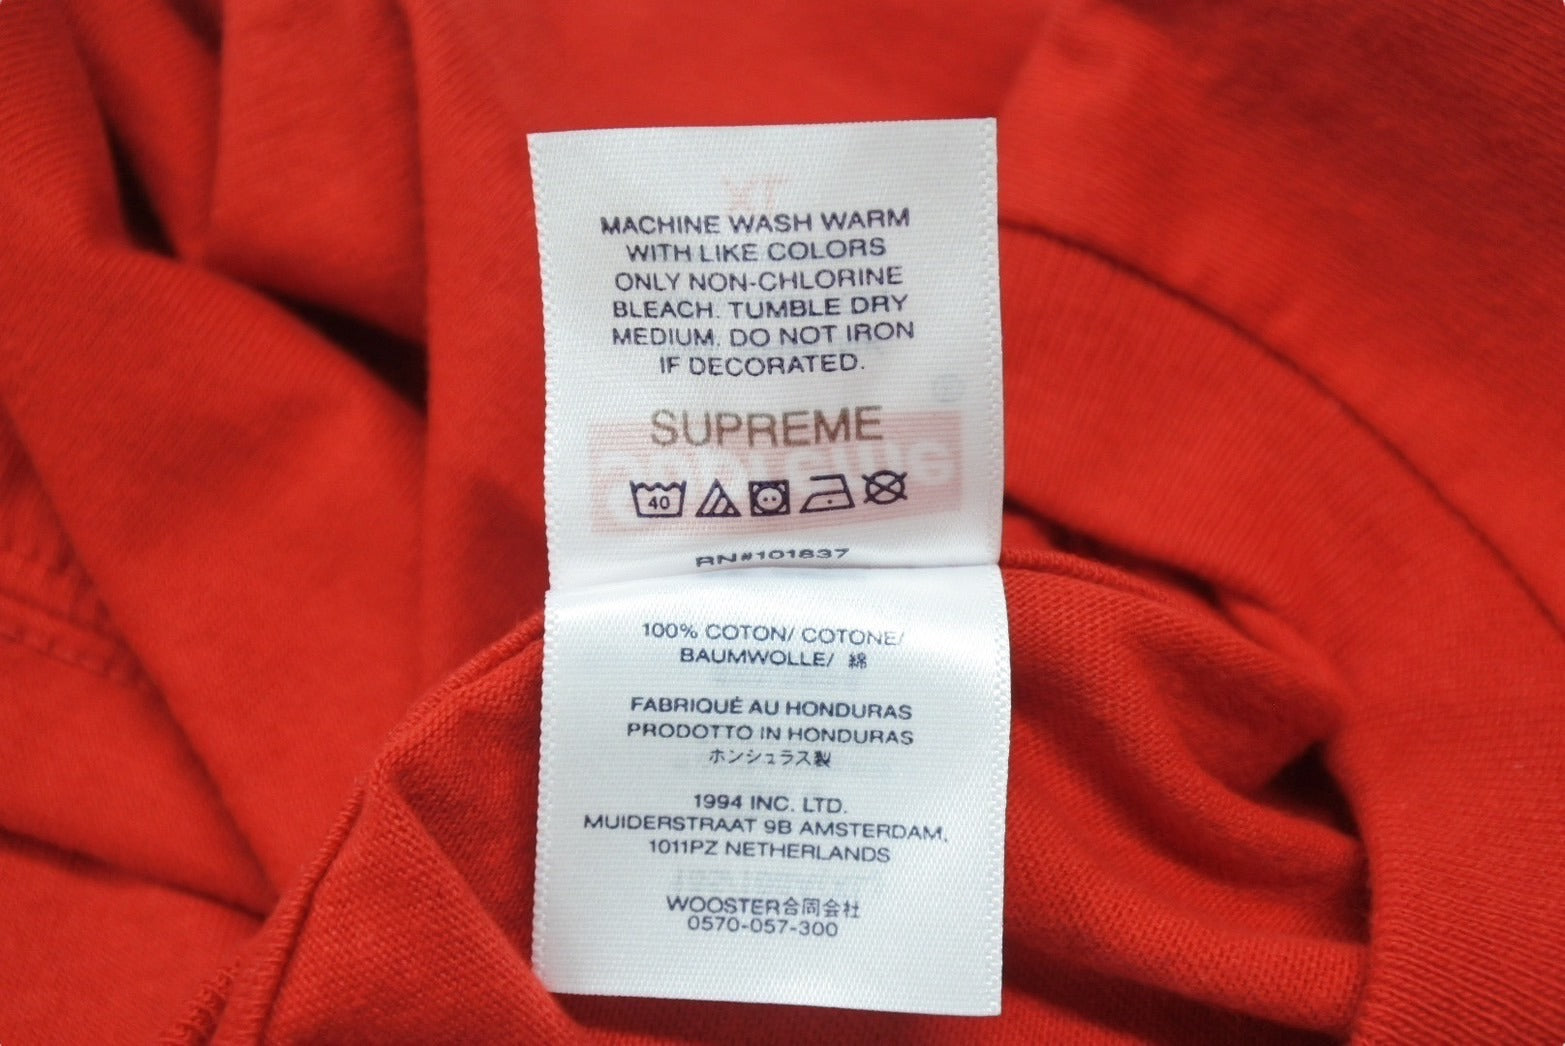 MACHINE WASH WARM
WITH LIKE COLORS
ONLY NON-CHLORINE
BLEACH. TUMBLE DRY
MEDIUM. DO NOT IRON
IF DECORATED.
SUPREME
40
RN#101837
100% COTON/ COTONE/
BAUMWOLLE/ 綿
FABRIQUÉ AU HONDURAS
PRODOTTO IN HONDURAS
ホンジュラス製
1994 INC. LTD.
MUIDERSTRAAT 9B AMSTERDAM,
1011PZ NETHERLANDS
WOOSTER合同会社
0570-057-300